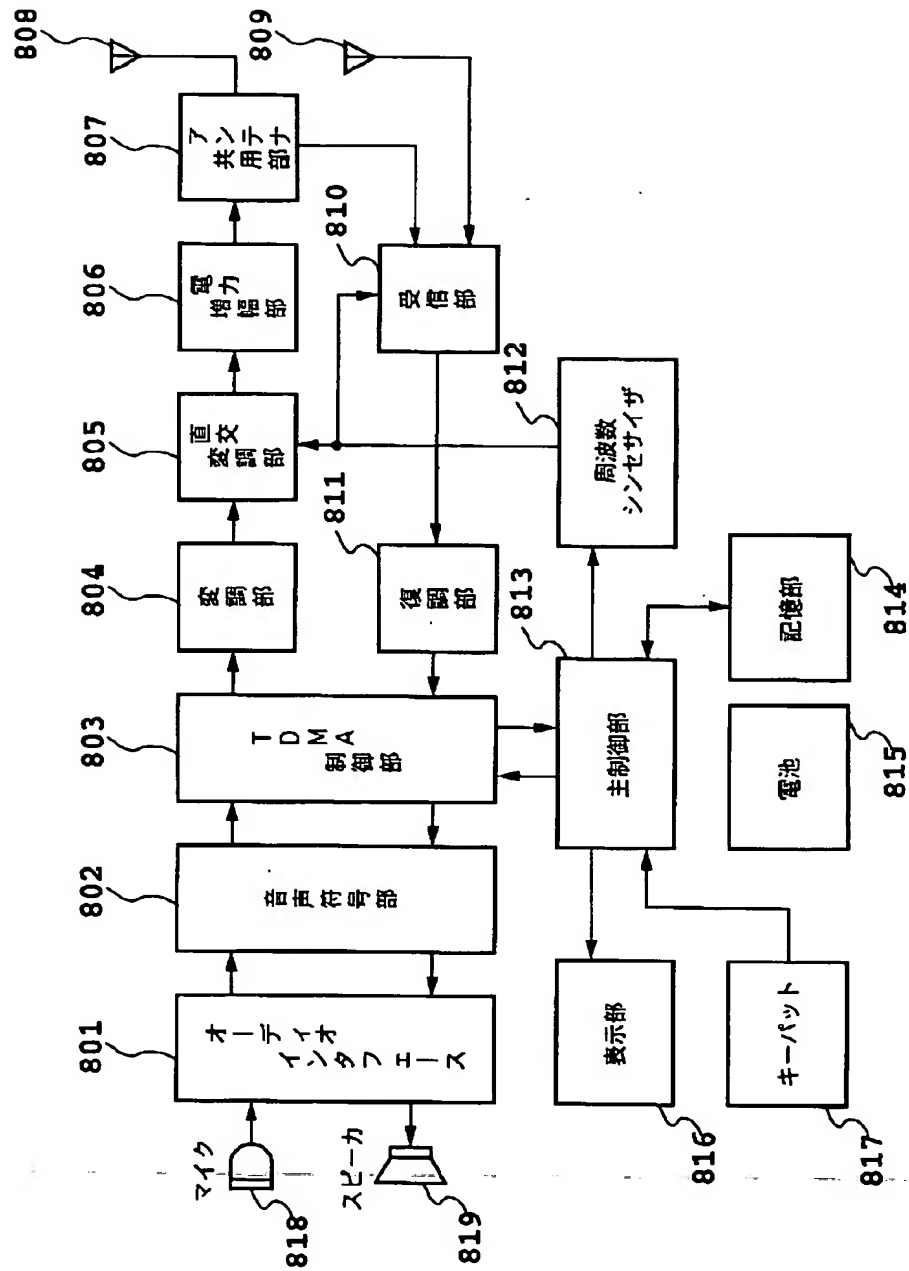 808
809
807
アンテナ
共用部
806
電力
増幅部
810
受信部
805
直交
変調部
812
周波数
シンセサイザ
804
変調部
811
復調部
813
主制御部
814
記憶部
803
TDMA
制御部
815
電池
802
音声符号部
801
オーディオ
インタフェース
816
表示部
817
キーパット
マイク
818
スピーカ
819